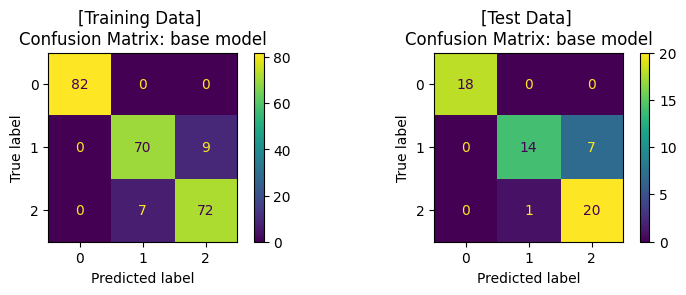 [Training Data]
Confusion Matrix: base model
0 82 0 0
1 0 70 9
2 0 7 72
0 1 2
True label
Predicted label
80
60
40
20
0
[Test Data]
Confusion Matrix: base model
0 18 0 0
1 0 14 7
2 0 1 20
0 1 2
True label
Predicted label
20
15
10
5
0